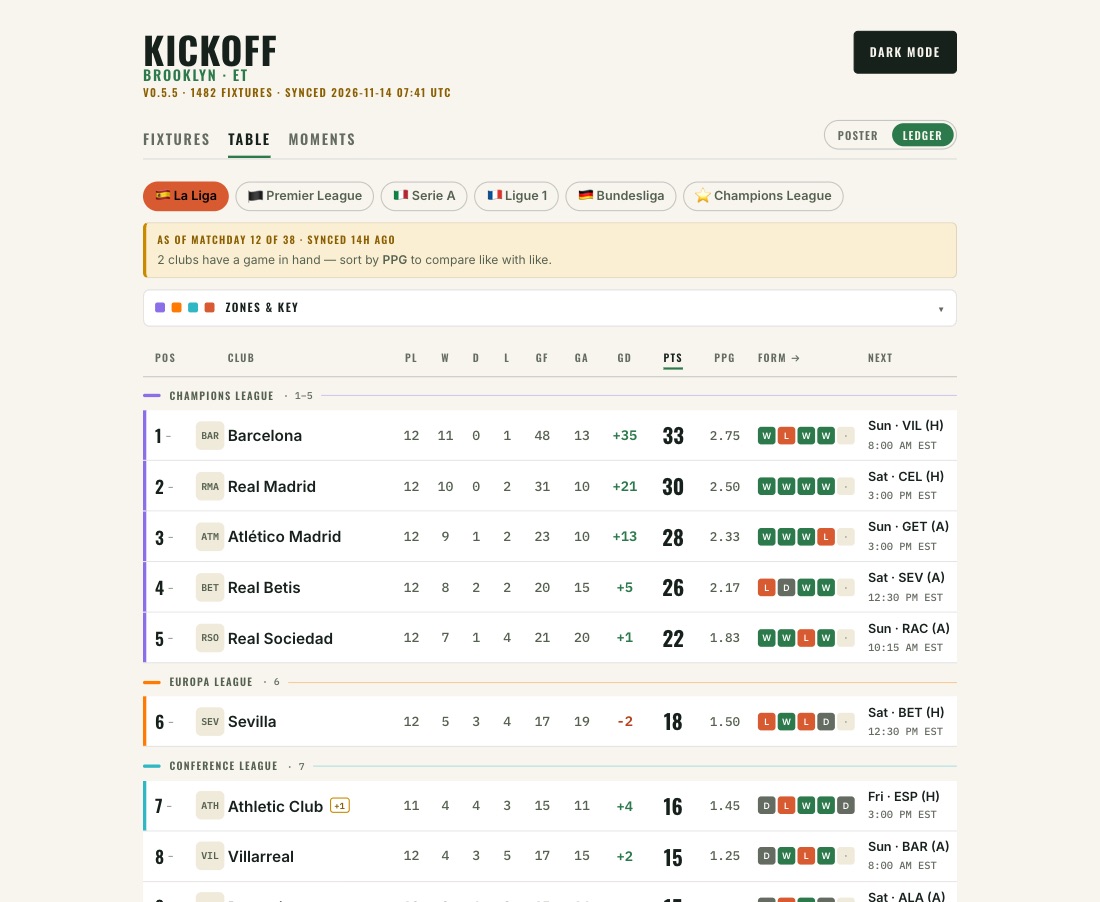 KICKOFF
BROOKLYN · ET
V0.5.5 · 1482 FIXTURES · SYNCED 2026-11-14 07:41 UTC
DARK MODE
FIXTURES TABLE MOMENTS
POSTER LEDGER
La Liga Premier League Serie A Ligue 1 Bundesliga Champions League
AS OF MATCHDAY 12 OF 38 · SYNCED 14H AGO
2 clubs have a game in hand — sort by PPG to compare like with like.
ZONES & KEY ▾
POS CLUB PL W D L GF GA GD PTS PPG FORM → NEXT
CHAMPIONS LEAGUE · 1–5
1 – BAR Barcelona 12 11 0 1 48 13 +35 33 2.75 W L W W · Sun · VIL (H)
8:00 AM EST
2 – RMA Real Madrid 12 10 0 2 31 10 +21 30 2.50 W W W W · Sat · CEL (H)
3:00 PM EST
3 – ATM Atlético Madrid 12 9 1 2 23 10 +13 28 2.33 W W W L · Sun · GET (A)
3:00 PM EST
4 – BET Real Betis 12 8 2 2 20 15 +5 26 2.17 L D W W · Sat · SEV (A)
12:30 PM EST
5 – RSO Real Sociedad 12 7 1 4 21 20 +1 22 1.83 W W L W · Sun · RAC (A)
10:15 AM EST
EUROPA LEAGUE · 6
6 – SEV Sevilla 12 5 3 4 17 19 -2 18 1.50 L W L D · Sat · BET (H)
12:30 PM EST
CONFERENCE LEAGUE · 7
7 – ATH Athletic Club +1 11 4 4 3 15 11 +4 16 1.45 D L W W D Fri · ESP (H)
3:00 PM EST
8 – VIL Villarreal 12 4 3 5 17 15 +2 15 1.25 D W L W · Sun · BAR (A)
8:00 AM EST
Sat · ALA (A)